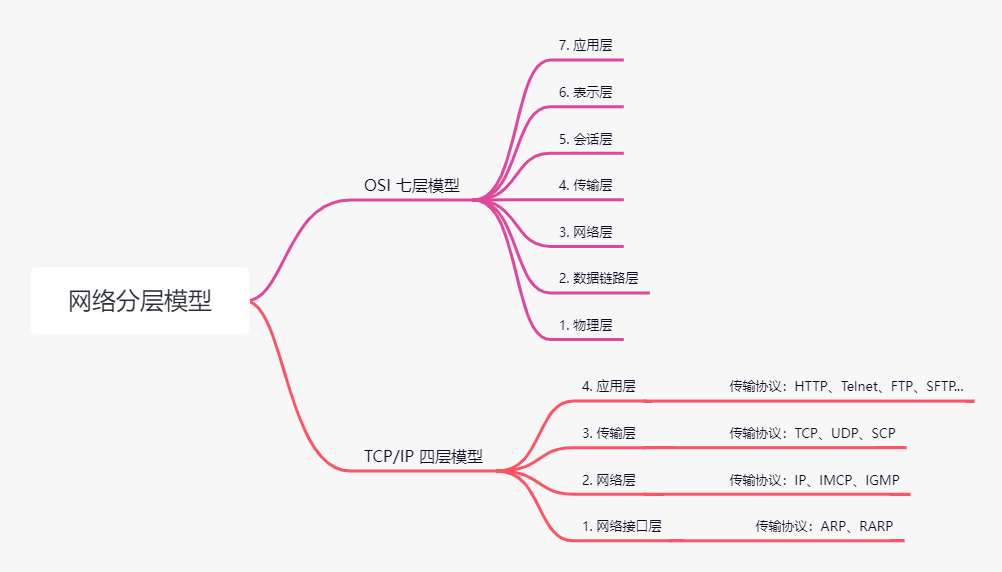 网络分层模型
OSI 七层模型
7. 应用层
6. 表示层
5. 会话层
4. 传输层
3. 网络层
2. 数据链路层
1. 物理层
TCP/IP 四层模型
4. 应用层 传输协议：HTTP、Telnet、FTP、SFTP...
3. 传输层 传输协议：TCP、UDP、SCP
2. 网络层 传输协议：IP、IMCP、IGMP
1. 网络接口层 传输协议：ARP、RARP